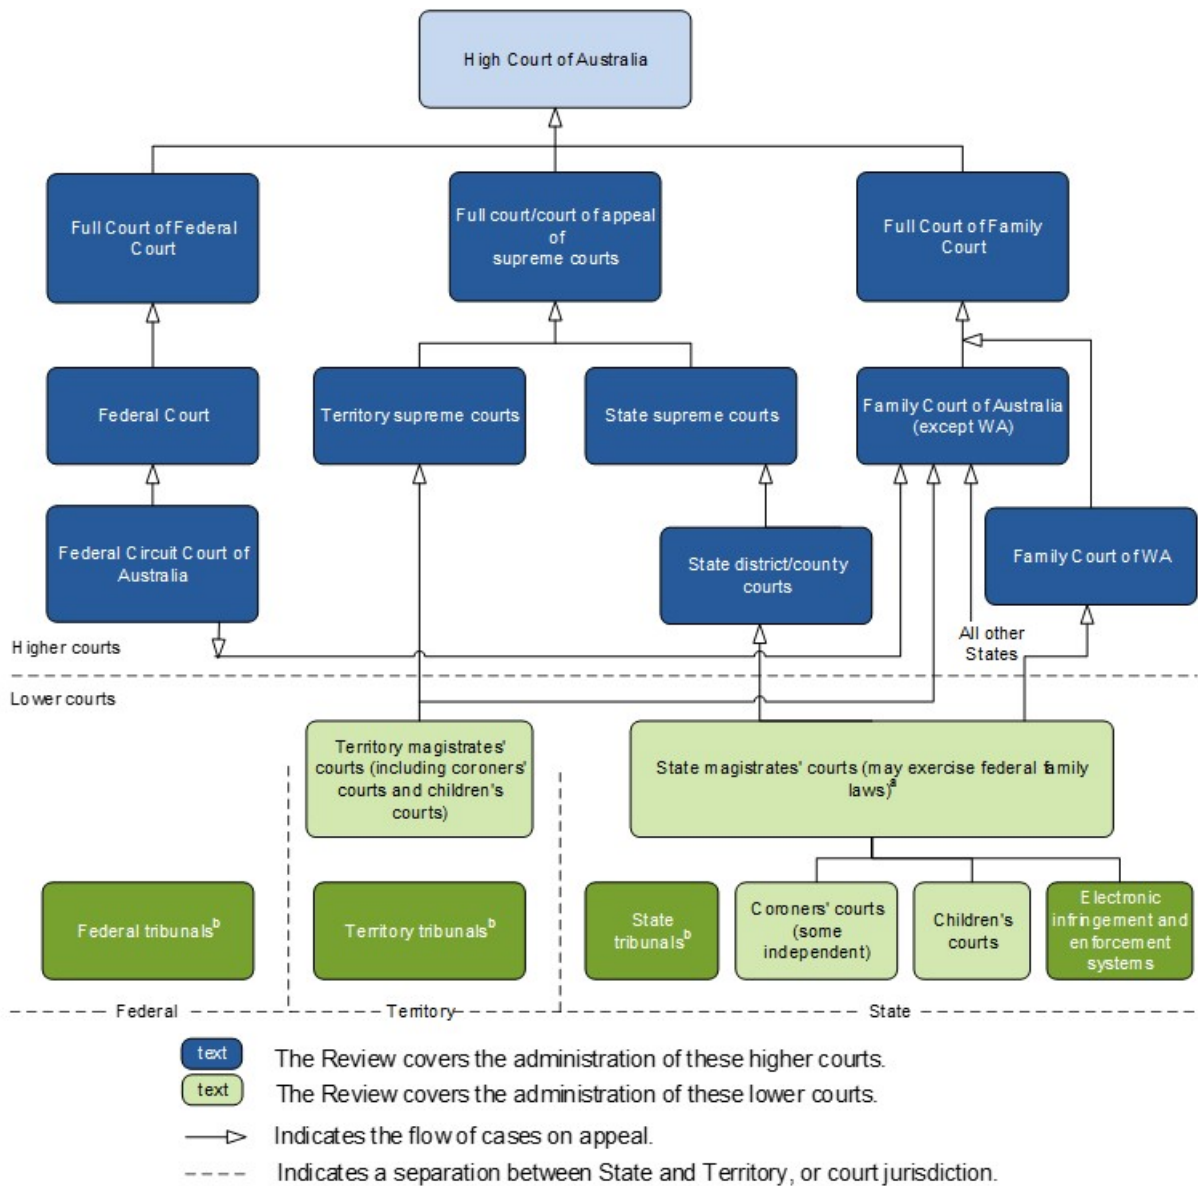 High Court of Australia
Full Court of Federal
Court
Full court/court of appeal
of
supreme courts
Full Court of Family
Court
Federal Court
Territory supreme courts
State supreme courts
Family Court of Australia
(except WA)
Federal Circuit Court of
Australia
State district/county
courts
Family Court of WA
Higher courts
All other
States
Lower courts
Territory magistrates'
courts (including coroners'
courts and children's
courts)
State magistrates' courts (may exercise federal family
laws)a
Federal tribunalsb
Territory tribunalsb
State
tribunalsb
Coroners' courts
(some
independent)
Children's
courts
Electronic
infringement and
enforcement
systems
Federal
Territory
State
text The Review covers the administration of these higher courts.
text The Review covers the administration of these lower courts.
Indicates the flow of cases on appeal.
Indicates a separation between State and Territory, or court jurisdiction.